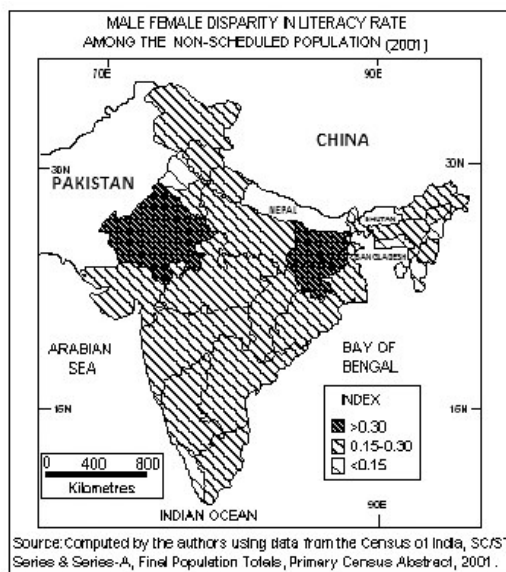 MALE FEMALE DISPARITY IN LITERACY RATE
AMONG THE NON-SCHEDULED POPULATION (2001)
70E
90E
CHINA
30N
30N
PAKISTAN
NEPAL
BHUTAN
BANGLADESH
ARABIAN
SEA
BAY OF
BENGAL
INDEX
>0.30
0.15-0.30
<0.15
15N
15N
0 400 800
Kilometres
INDIAN OCEAN
90E
Source: Computed by the authors using data from the Census of India, SC/ST
Series & Series-A, Final Population Totals, Primary Census Abstract, 2001.